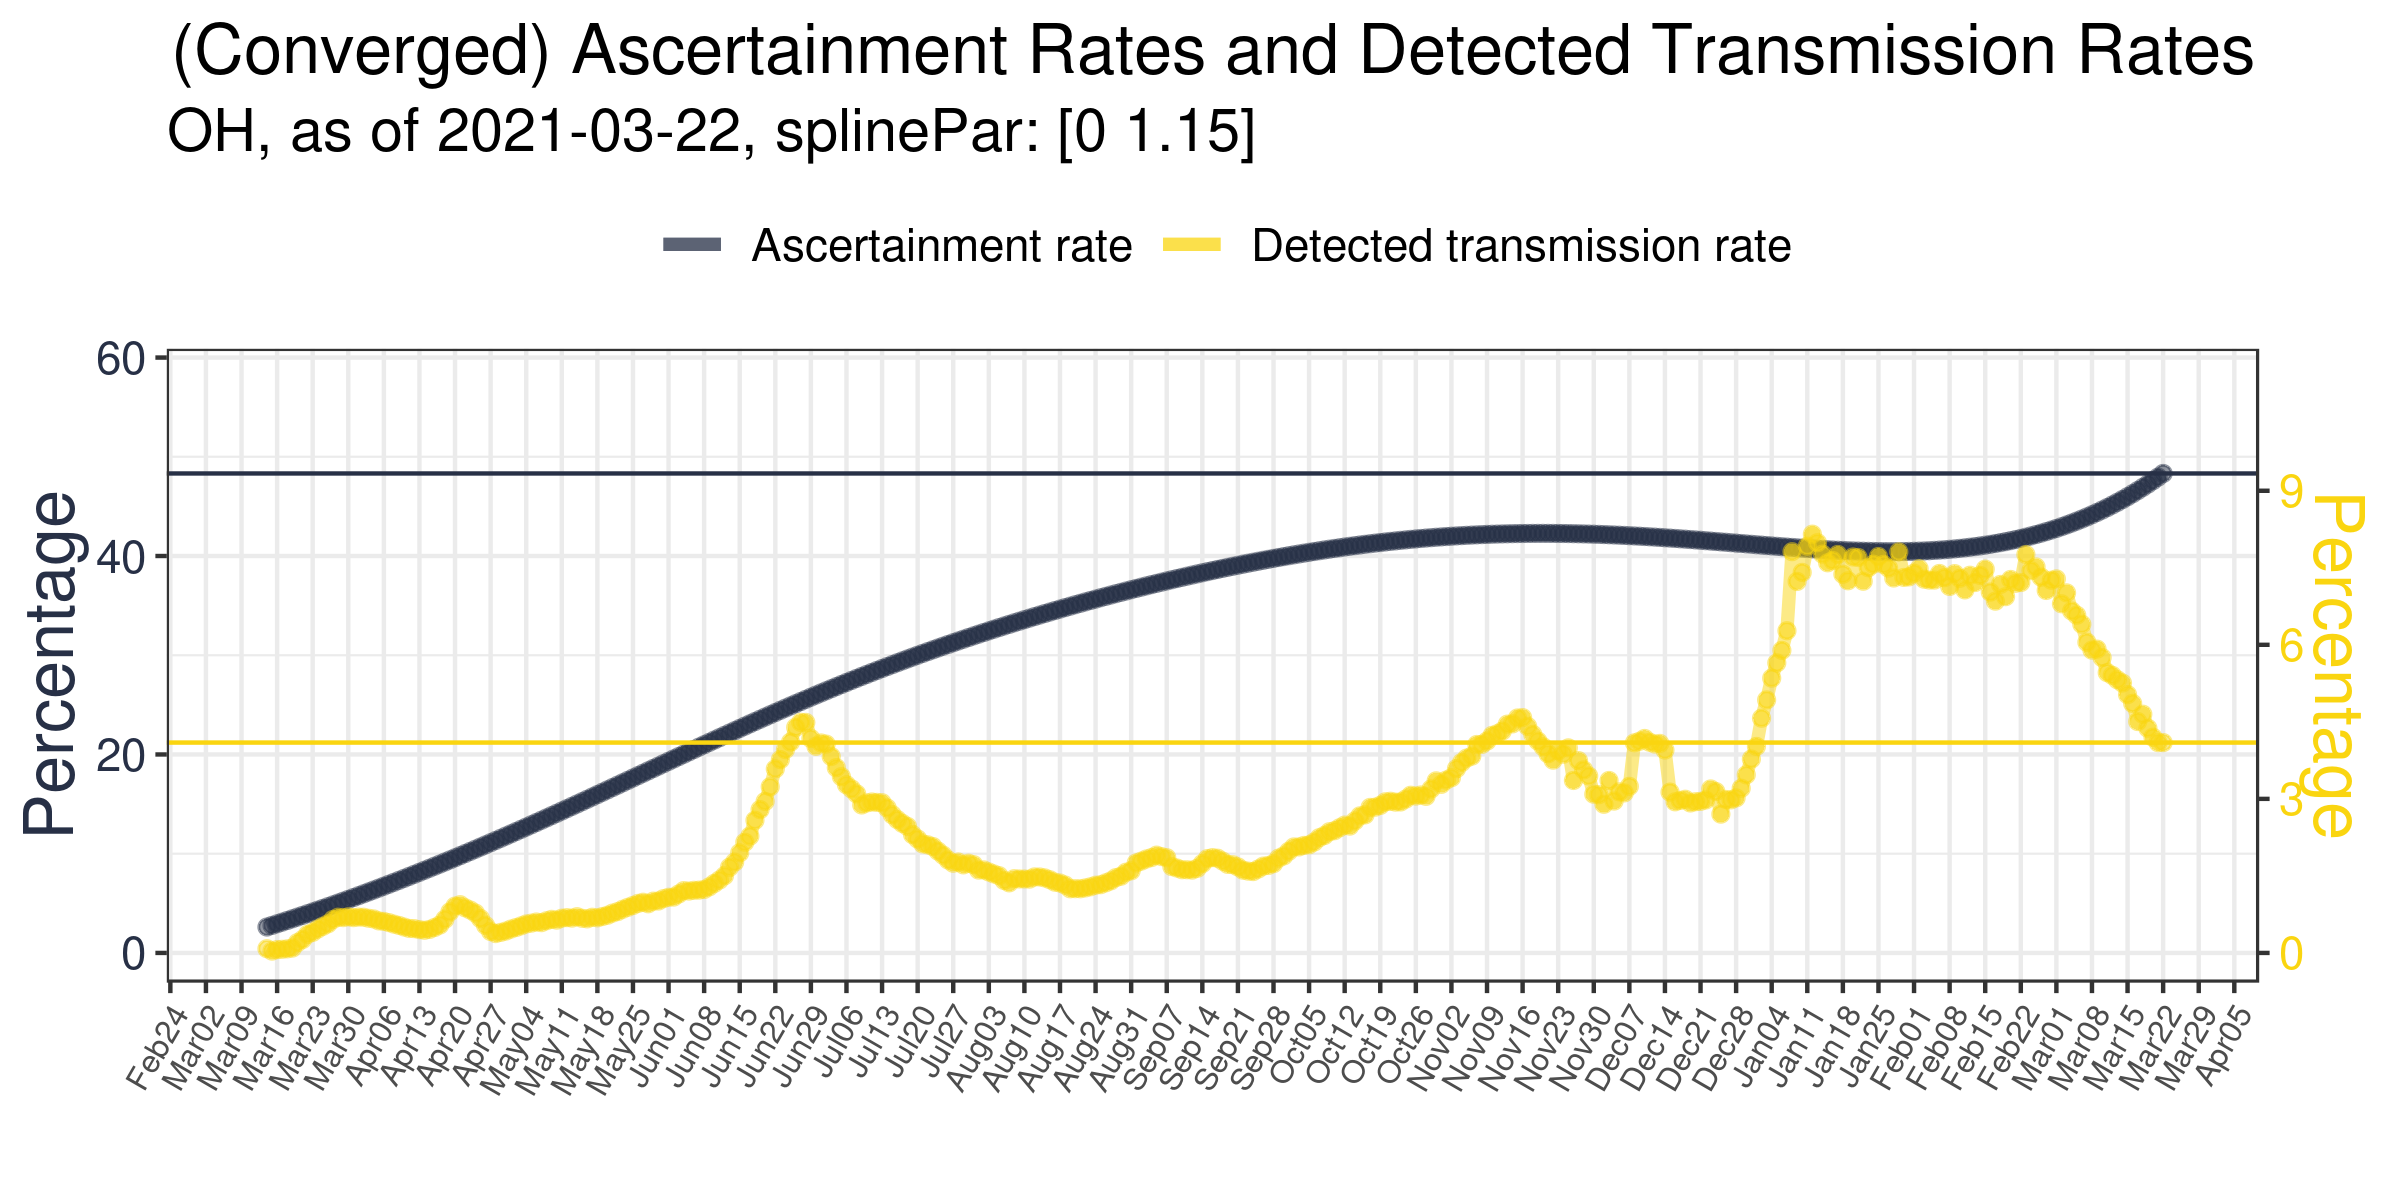 (Converged) Ascertainment Rates and Detected Transmission Rates
OH, as of 2021-03-22, splinePar: [0 1.15]
Ascertainment rate Detected transmission rate
Percentage
60
40
20
0
9
6
3
0
Percentage
Feb24 Mar02 Mar09 Mar16 Mar23 Mar30 Apr06 Apr13 Apr20 Apr27 May04 May11 May18 May25 Jun01 Jun08 Jun15 Jun22 Jun29 Jul06 Jul13 Jul20 Jul27 Aug03 Aug10 Aug17 Aug24 Aug31 Sep07 Sep14 Sep21 Sep28 Oct05 Oct12 Oct19 Oct26 Nov02 Nov09 Nov16 Nov23 Nov30 Dec07 Dec14 Dec21 Dec28 Jan04 Jan11 Jan18 Jan25 Feb01 Feb08 Feb15 Feb22 Mar01 Mar08 Mar15 Mar22 Mar29 Apr05